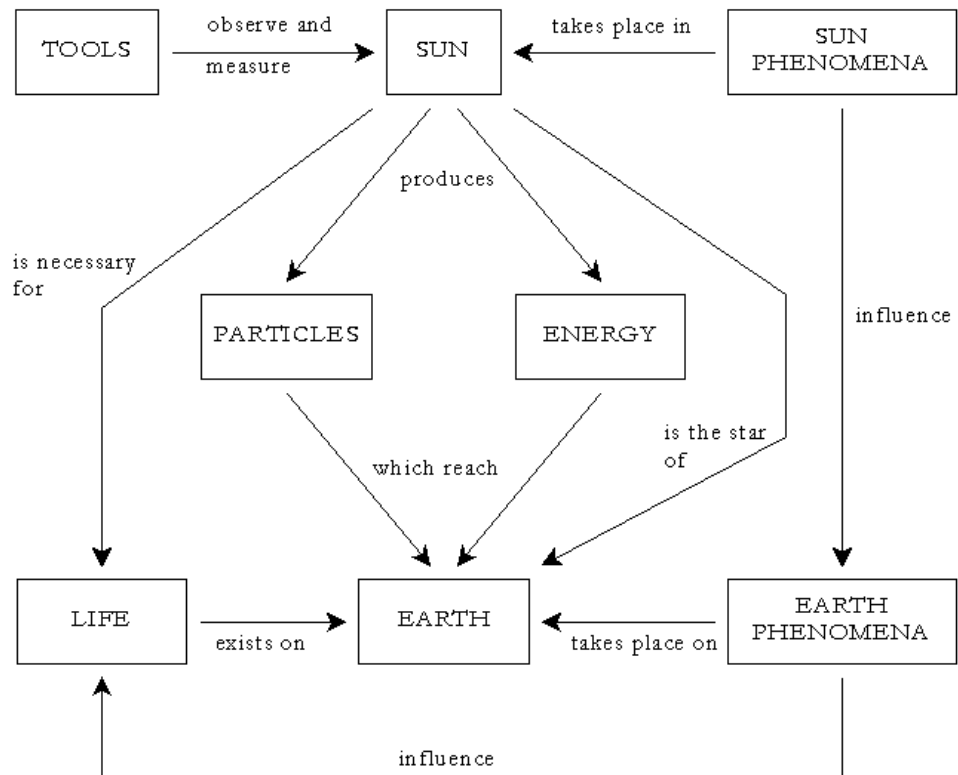 TOOLS
observe and
measure
SUN
takes place in
SUN
PHENOMENA
produces
is necessary
for
PARTICLES
ENERGY
influence
which reach
is the star
of
LIFE
exists on
EARTH
takes place on
EARTH
PHENOMENA
influence